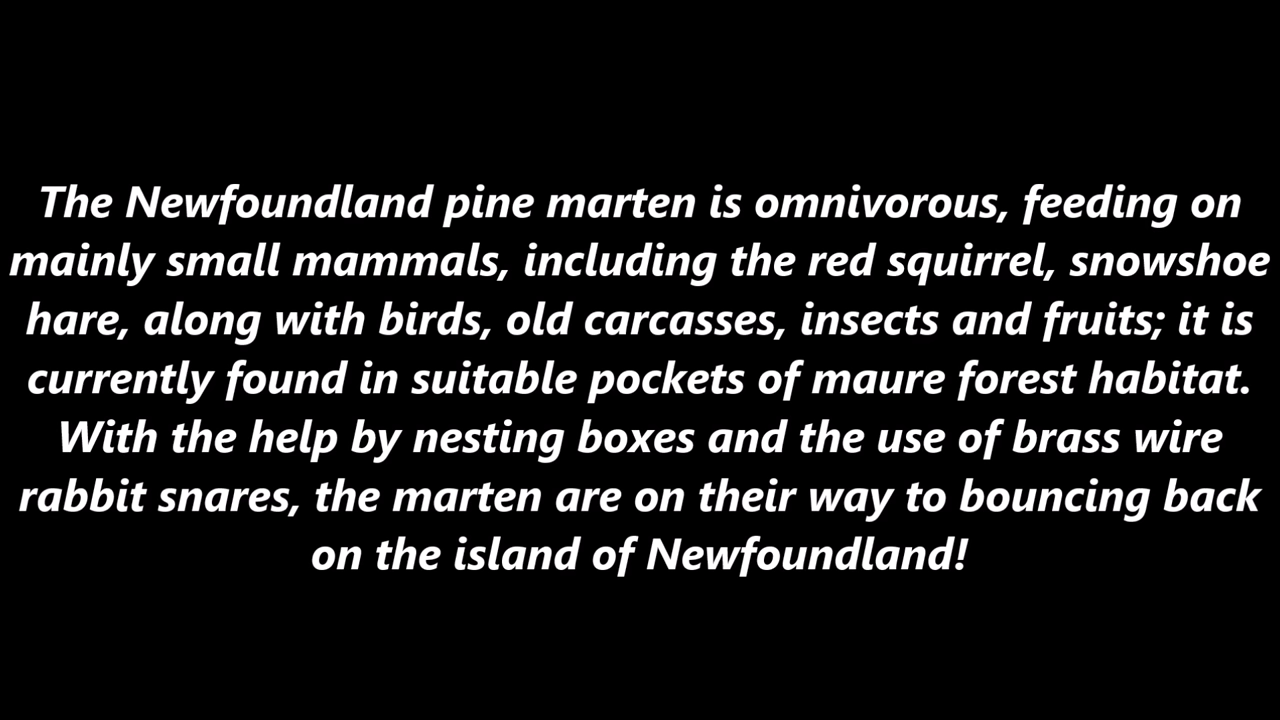 The Newfoundland pine marten is omnivorous, feeding on
mainly small mammals, including the red squirrel, snowshoe
hare, along with birds, old carcasses, insects and fruits; it is
currently found in suitable pockets of maure forest habitat.
With the help by nesting boxes and the use of brass wire
rabbit snares, the marten are on their way to bouncing back
on the island of Newfoundland!